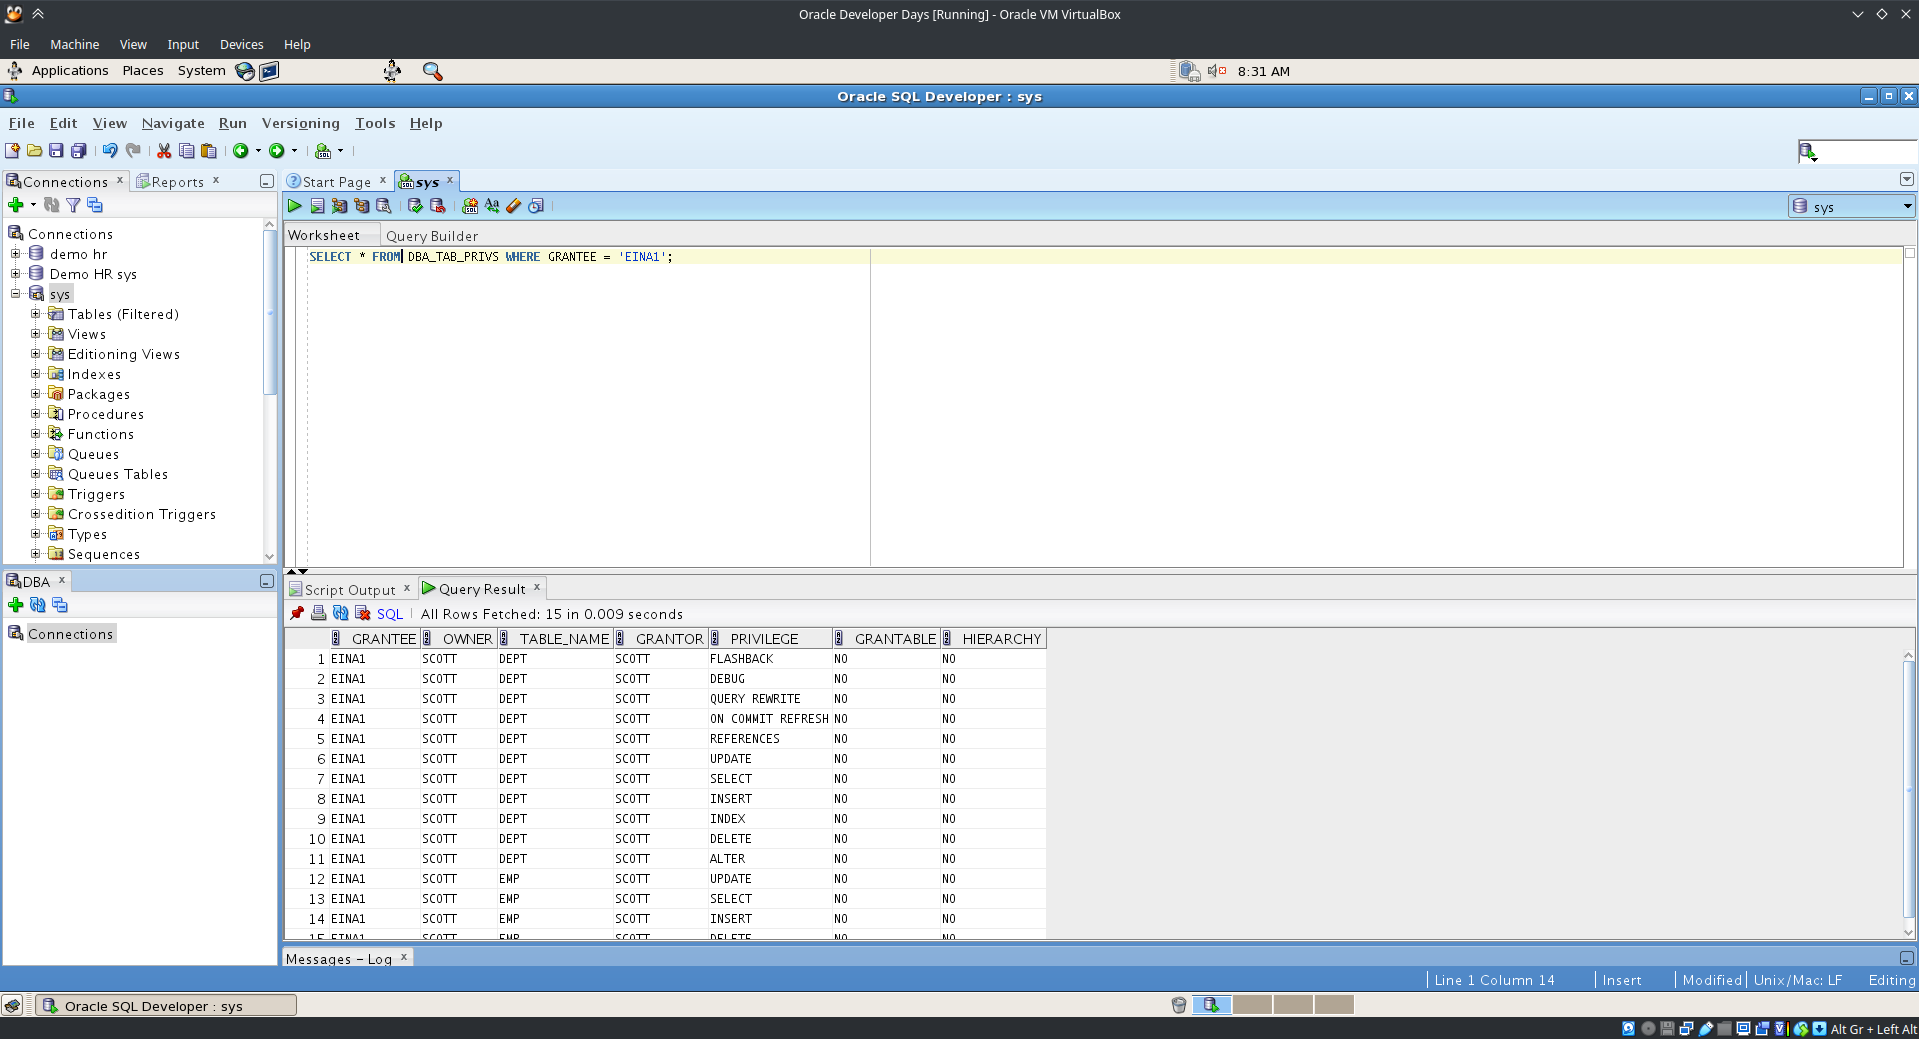 Oracle Developer Days [Running] - Oracle VM VirtualBox
File Machine View Input Devices Help
Applications Places System 8:31 AM
Oracle SQL Developer : sys
File Edit View Navigate Run Versioning Tools Help
Connections x Reports x
Start Page x sys x
sys
Connections
demo hr
Demo HR sys
sys
Tables (Filtered)
Views
Editioning Views
Indexes
Packages
Procedures
Functions
Queues
Queues Tables
Triggers
Crossedition Triggers
Types
Sequences
DBA x
Connections
Worksheet Query Builder
SELECT * FROM DBA_TAB_PRIVS WHERE GRANTEE = 'EINA1';
Script Output x Query Result x
SQL All Rows Fetched: 15 in 0.009 seconds
GRANTEE OWNER TABLE_NAME GRANTOR PRIVILEGE GRANTABLE HIERARCHY
1 EINA1 SCOTT DEPT SCOTT FLASHBACK NO NO
2 EINA1 SCOTT DEPT SCOTT DEBUG NO NO
3 EINA1 SCOTT DEPT SCOTT QUERY REWRITE NO NO
4 EINA1 SCOTT DEPT SCOTT ON COMMIT REFRESH NO NO
5 EINA1 SCOTT DEPT SCOTT REFERENCES NO NO
6 EINA1 SCOTT DEPT SCOTT UPDATE NO NO
7 EINA1 SCOTT DEPT SCOTT SELECT NO NO
8 EINA1 SCOTT DEPT SCOTT INSERT NO NO
9 EINA1 SCOTT DEPT SCOTT INDEX NO NO
10 EINA1 SCOTT DEPT SCOTT DELETE NO NO
11 EINA1 SCOTT DEPT SCOTT ALTER NO NO
12 EINA1 SCOTT EMP SCOTT UPDATE NO NO
13 EINA1 SCOTT EMP SCOTT SELECT NO NO
14 EINA1 SCOTT EMP SCOTT INSERT NO NO
15 EINA1 SCOTT EMP SCOTT DELETE NO NO
Messages - Log x
Line 1 Column 14 Insert Modified Unix/Mac: LF Editing
Oracle SQL Developer : sys
Alt Gr + Left Alt